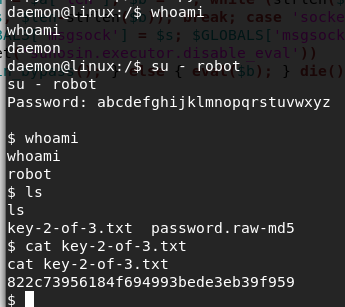 daemon@linux:/$ whoami
whoami
daemon
daemon@linux:/$ su - robot
su - robot
Password: abcdefghijklmnopqrstuvwxyz

$ whoami
whoami
robot
$ ls
ls
key-2-of-3.txt  password.raw-md5
$ cat key-2-of-3.txt
cat key-2-of-3.txt
822c73956184f694993bede3eb39f959
$